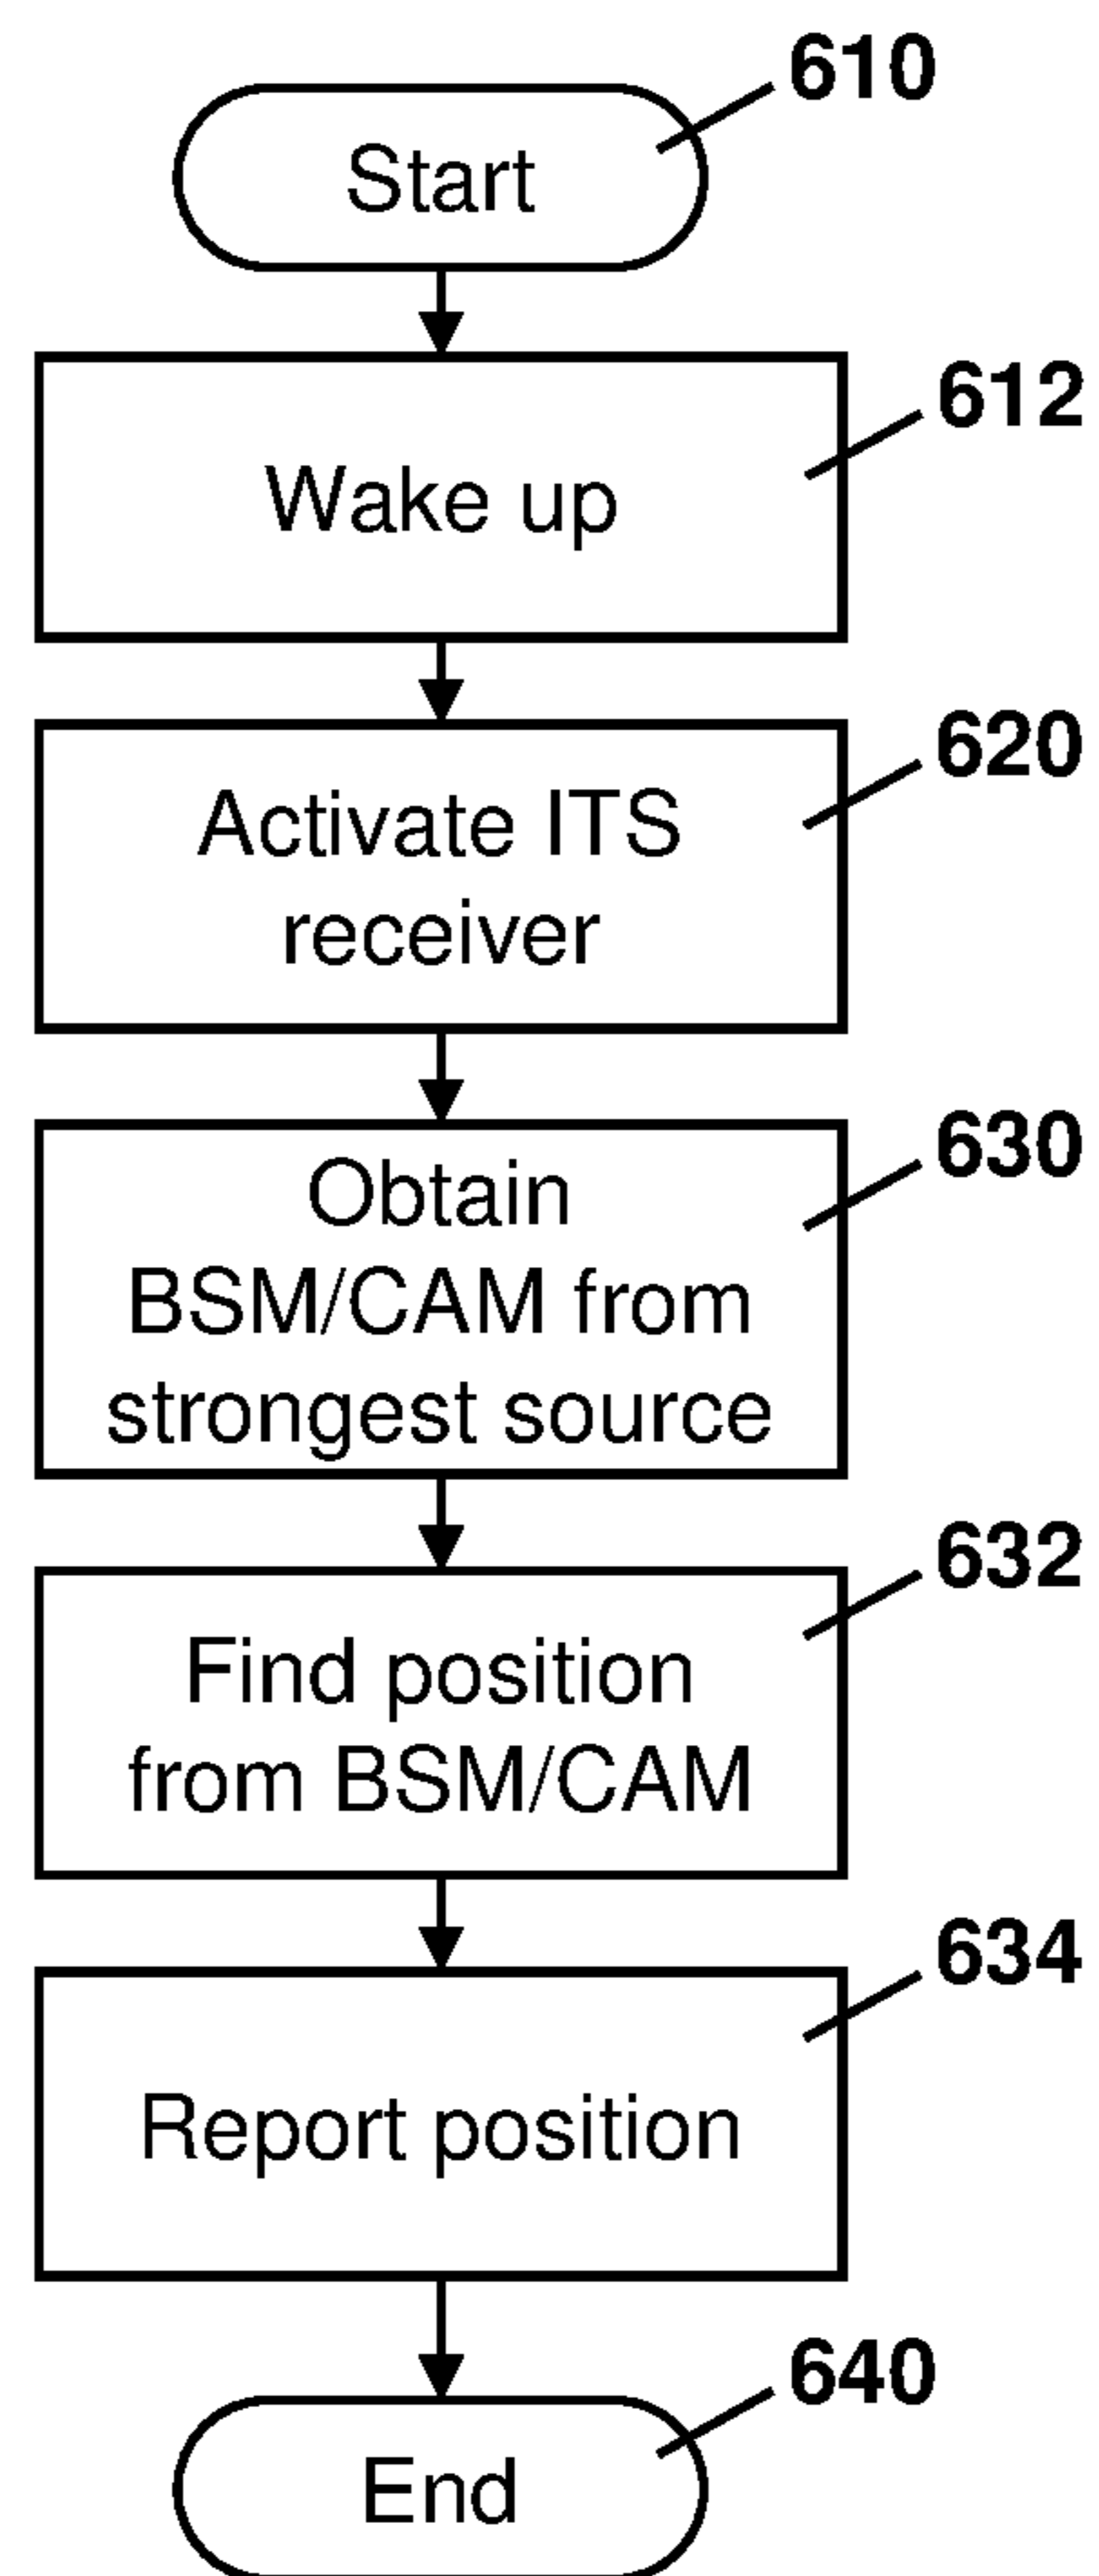 610
Start
612
Wake up
620
Activate ITS
receiver
630
Obtain
BSM/CAM from
strongest source
632
Find position
from BSM/CAM
634
Report position
640
End